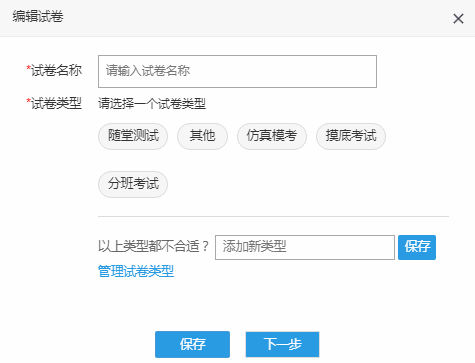 编辑试卷
*试卷名称 请输入试卷名称
*试卷类型 请选择一个试卷类型
随堂测试 其他 仿真模考 摸底考试
分班考试
以上类型都不合适？ 添加新类型 保存
管理试卷类型
保存 下一步